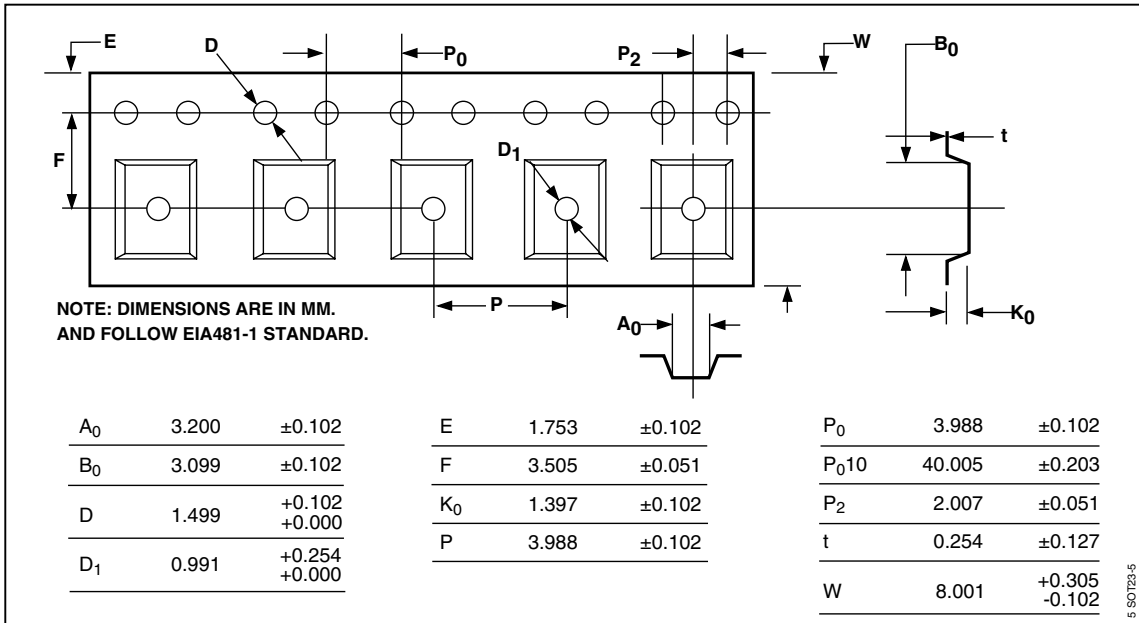 E D P0 P2 W B0
t
F D1
P
A0
K0
NOTE: DIMENSIONS ARE IN MM.
AND FOLLOW EIA481-1 STANDARD.
A0 3.200 ±0.102
B0 3.099 ±0.102
D 1.499 +0.102
+0.000
D1 0.991 +0.254
+0.000
E 1.753 ±0.102
F 3.505 ±0.051
K0 1.397 ±0.102
P 3.988 ±0.102
P0 3.988 ±0.102
P010 40.005 ±0.203
P2 2.007 ±0.051
t 0.254 ±0.127
W 8.001 +0.305
-0.102
5 SOT23-5